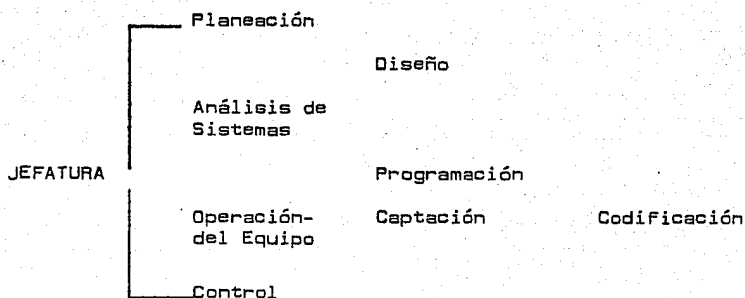 Planeación
Diseño
Análisis de
Sistemas
JEFATURA
Programación
Operación-
del Equipo
Captación
Codificación
Control